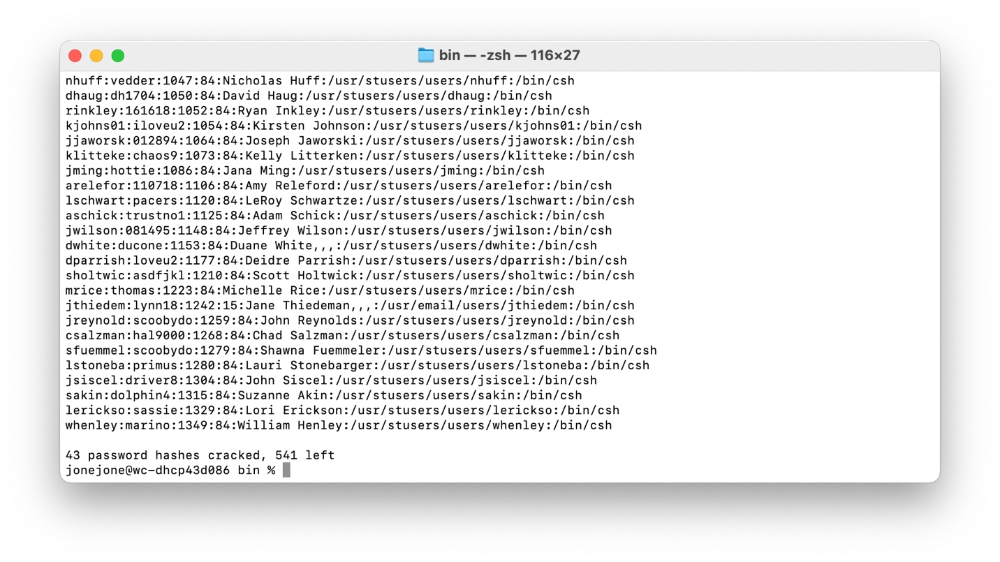 bin — -zsh — 116×27
nhuff:vedder:1047:84:Nicholas Huff:/usr/stusers/users/nhuff:/bin/csh
dhaug:dh1704:1050:84:David Haug:/usr/stusers/users/dhaug:/bin/csh
rinkley:161618:1052:84:Ryan Inkley:/usr/stusers/users/rinkley:/bin/csh
kjohns01:iloveu2:1054:84:Kirsten Johnson:/usr/stusers/users/kjohns01:/bin/csh
jjaworsk:012894:1064:84:Joseph Jaworski:/usr/stusers/users/jjaworsk:/bin/csh
klitteke:chaos9:1073:84:Kelly Litterken:/usr/stusers/users/klitteke:/bin/csh
jming:hottie:1086:84:Jana Ming:/usr/stusers/users/jming:/bin/csh
arelefor:110718:1106:84:Amy Releford:/usr/stusers/users/arelefor:/bin/csh
lschwart:pacers:1120:84:LeRoy Schwartze:/usr/stusers/users/lschwart:/bin/csh
aschick:trustno1:1125:84:Adam Schick:/usr/stusers/users/aschick:/bin/csh
jwilson:081495:1148:84:Jeffrey Wilson:/usr/stusers/users/jwilson:/bin/csh
dwhite:ducone:1153:84:Duane White,,,:/usr/stusers/users/dwhite:/bin/csh
dparrish:loveu2:1177:84:Deidre Parrish:/usr/stusers/users/dparrish:/bin/csh
sholtwic:asdfjkl:1210:84:Scott Holtwick:/usr/stusers/users/sholtwic:/bin/csh
mrice:thomas:1223:84:Michelle Rice:/usr/stusers/users/mrice:/bin/csh
jthiedem:lynn18:1242:15:Jane Thiedeman,,,:/usr/email/users/jthiedem:/bin/csh
jreynold:scoobydo:1259:84:John Reynolds:/usr/stusers/users/jreynold:/bin/csh
csalzman:hal9000:1268:84:Chad Salzman:/usr/stusers/users/csalzman:/bin/csh
sfuemmel:scoobydo:1279:84:Shawna Fuemmeler:/usr/stusers/users/sfuemmel:/bin/csh
lstoneba:primus:1280:84:Lauri Stonebarger:/usr/stusers/users/lstoneba:/bin/csh
jsiscel:driver8:1304:84:John Siscel:/usr/stusers/users/jsiscel:/bin/csh
sakin:dolphin4:1315:84:Suzanne Akin:/usr/stusers/users/sakin:/bin/csh
lerickso:sassie:1329:84:Lori Erickson:/usr/stusers/users/lerickso:/bin/csh
whenley:marino:1349:84:William Henley:/usr/stusers/users/whenley:/bin/csh
43 password hashes cracked, 541 left
jonejone@wc-dhcp43d086 bin %